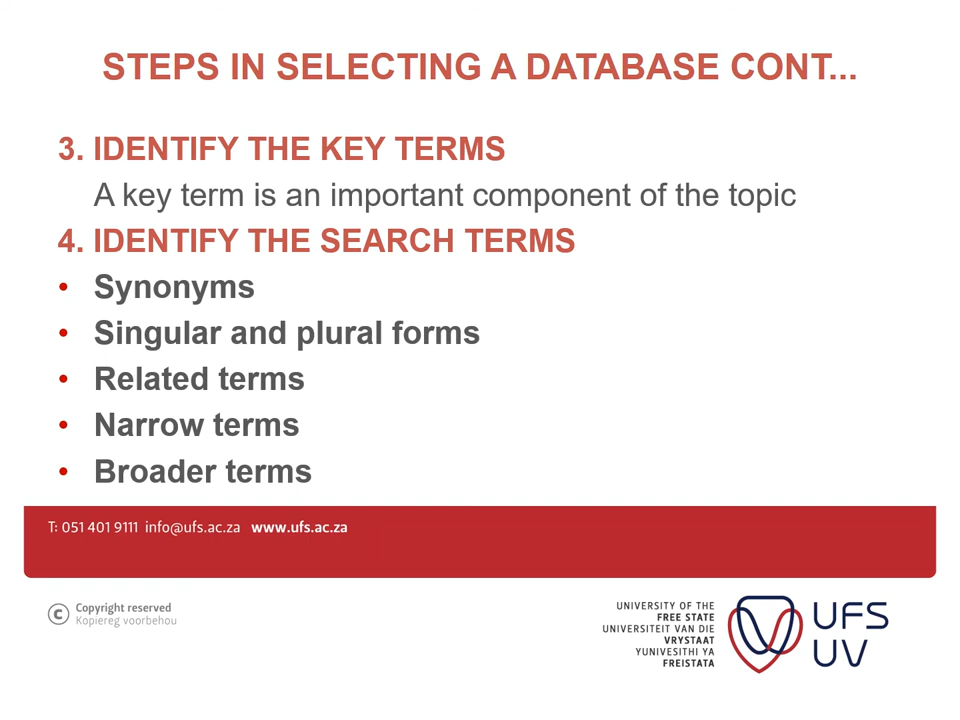 STEPS IN SELECTING A DATABASE CONT...
3. IDENTIFY THE KEY TERMS
A key term is an important component of the topic
4. IDENTIFY THE SEARCH TERMS
• Synonyms
• Singular and plural forms
• Related terms
• Narrow terms
• Broader terms
T: 051 401 9111 info@ufs.ac.za www.ufs.ac.za
© Copyright reserved
Kopiereg voorbehou
UNIVERSITY OF THE
FREE STATE
UNIVERSITEIT VAN DIE
VRYSTAAT
YUNIVESITHI YA
FREISTATA
UFS
UV